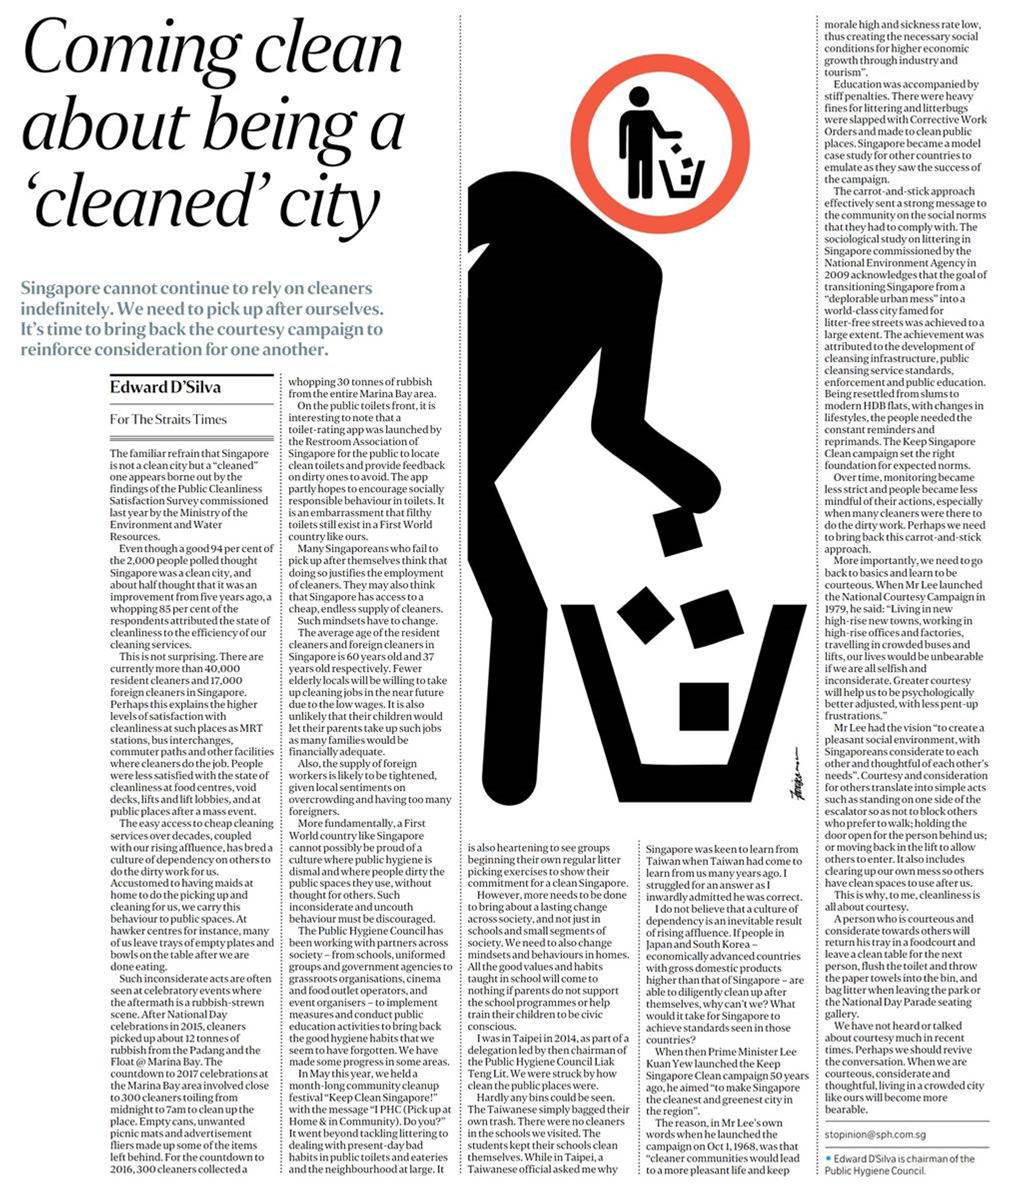 Coming clean
about being a
‘cleaned’ city
Singapore cannot continue to rely on cleaners
indefinitely. We need to pick up after ourselves.
It’s time to bring back the courtesy campaign to
reinforce consideration for one another.
Edward D’Silva
For The Straits Times
The familiar refrain that Singapore
is not a clean city but a “cleaned”
one appears borne out by the
findings of the Public Cleanliness
Satisfaction Survey commissioned
last year by the Ministry of the
Environment and Water
Resources.
Even though a good 94 per cent of
the 2,000 people polled thought
Singapore was a clean city, and
about half thought that it was an
improvement from five years ago, a
whopping 85 per cent of the
respondents attributed the state of
cleanliness to the efficiency of our
cleaning services.
This is not surprising. There are
currently more than 40,000
resident cleaners and 17,000
foreign cleaners in Singapore.
Perhaps this explains the higher
levels of satisfaction with
cleanliness at such places as MRT
stations, bus interchanges,
commuter paths and other facilities
where cleaners do the job. People
were less satisfied with the state of
cleanliness at food centres, void
decks, lifts and lift lobbies, and at
public places after a mass event.
The easy access to cheap cleaning
services over decades, coupled
with our rising affluence, has bred a
culture of dependency on others to
do the dirty work for us.
Accustomed to having maids at
home to do the picking up and
cleaning for us, we carry this
behaviour to public spaces. At
hawker centres for instance, many
of us leave trays of empty plates and
bowls on the table after we are
done eating.
Such inconsiderate acts are often
seen at celebratory events where
the aftermath is a rubbish-strewn
scene. After National Day
celebrations in 2015, cleaners
picked up about 12 tonnes of
rubbish from the Padang and the
Float @ Marina Bay. The
countdown to 2017 celebrations at
the Marina Bay area involved close
to 300 cleaners toiling from
midnight to 7am to clean up the
place. Empty cans, unwanted
picnic mats and advertisement
fliers made up some of the items
left behind. For the countdown to
2016, 300 cleaners collected a
whopping 30 tonnes of rubbish
from the entire Marina Bay area.
On the public toilets front, it is
interesting to note that a
toilet-rating app was launched by
the Restroom Association of
Singapore for the public to locate
clean toilets and provide feedback
on dirty ones to avoid. The app
partly hopes to encourage socially
responsible behaviour in toilets. It
is an embarrassment that filthy
toilets still exist in a First World
country like ours.
Many Singaporeans who fail to
pick up after themselves think that
doing so justifies the employment
of cleaners. They may also think
that Singapore has access to a
cheap, endless supply of cleaners.
Such mindsets have to change.
The average age of the resident
cleaners and foreign cleaners in
Singapore is 60 years old and 37
years old respectively. Fewer
elderly locals will be willing to take
up cleaning jobs in the near future
due to the low wages. It is also
unlikely that their children would
let their parents take up such jobs
as many families would be
financially adequate.
Also, the supply of foreign
workers is likely to be tightened,
given local sentiments on
overcrowding and having too many
foreigners.
More fundamentally, a First
World country like Singapore
cannot possibly be proud of a
culture where public hygiene is
dismal and where people dirty the
public spaces they use, without
thought for others. Such
inconsiderate and uncouth
behaviour must be discouraged.
The Public Hygiene Council has
been working with partners across
society – from schools, uniformed
groups and government agencies to
grassroots organisations, cinema
and food outlet operators, and
event organisers – to implement
measures and conduct public
education activities to bring back
the good hygiene habits that we
seem to have forgotten. We have
made some progress in some areas.
In May this year, we held a
month-long community cleanup
festival “Keep Clean Singapore!”
with the message “I PHC (Pick up at
Home & in Community). Do you?”
It went beyond tackling littering to
dealing with present-day bad
habits in public toilets and eateries
and the neighbourhood at large. It
is also heartening to see groups
beginning their own regular litter
picking exercises to show their
commitment for a clean Singapore.
However, more needs to be done
to bring about a lasting change
across society, and not just in
schools and small segments of
society. We need to also change
mindsets and behaviours in homes.
All the good values and habits
taught in school will come to
nothing if parents do not support
the school programmes or help
train their children to be civic
conscious.
I was in Taipei in 2014, as part of a
delegation led by then chairman of
the Public Hygiene Council Liak
Teng Lit. We were struck by how
clean the public places were.
Hardly any bins could be seen.
The Taiwanese simply bagged their
own trash. There were no cleaners
in the schools we visited. The
students kept their schools clean
themselves. While in Taipei, a
Taiwanese official asked me why
Singapore was keen to learn from
Taiwan when Taiwan had come to
learn from us many years ago. I
struggled for an answer as I
inwardly admitted he was correct.
I do not believe that a culture of
dependency is an inevitable result
of rising affluence. If people in
Japan and South Korea –
economically advanced countries
with gross domestic products
higher than that of Singapore – are
able to diligently clean up after
themselves, why can’t we? What
would it take for Singapore to
achieve standards seen in those
countries?
When then Prime Minister Lee
Kuan Yew launched the Keep
Singapore Clean campaign 50 years
ago, he aimed “to make Singapore
the cleanest and greenest city in
the region”.
The reason, in Mr Lee’s own
words when he launched the
campaign on Oct 1, 1968, was that
“cleaner communities would lead
to a more pleasant life and keep
morale high and sickness rate low,
thus creating the necessary social
conditions for higher economic
growth through industry and
tourism”.
Education was accompanied by
stiff penalties. There were heavy
fines for littering and litterbugs
were slapped with Corrective Work
Orders and made to clean public
places. Singapore became a model
case study for other countries to
emulate as they saw the success of
the campaign.
The carrot-and-stick approach
effectively sent a strong message to
the community on the social norms
that they had to comply with. The
sociological study on littering in
Singapore commissioned by the
National Environment Agency in
2009 acknowledges that the goal of
transitioning Singapore from a
“deplorable urban mess” into a
world-class city famed for
litter-free streets was achieved to a
large extent. The achievement was
attributed to the development of
cleansing infrastructure, public
cleansing service standards,
enforcement and public education.
Being resettled from slums to
modern HDB flats, with changes in
lifestyles, the people needed the
constant reminders and
reprimands. The Keep Singapore
Clean campaign set the right
foundation for expected norms.
Over time, monitoring became
less strict and people became less
mindful of their actions, especially
when many cleaners were there to
do the dirty work. Perhaps we need
to bring back this carrot-and-stick
approach.
More importantly, we need to go
back to basics and learn to be
courteous. When Mr Lee launched
the National Courtesy Campaign in
1979, he said: “Living in new
high-rise new towns, working in
high-rise offices and factories,
travelling in crowded buses and
lifts, our lives would be unbearable
if we are all selfish and
inconsiderate. Greater courtesy
will help us to be psychologically
better adjusted, with less pent-up
frustrations.”
Mr Lee had the vision “to create a
pleasant social environment, with
Singaporeans considerate to each
other and thoughtful of each other’s
needs”. Courtesy and consideration
for others translate into simple acts
such as standing on one side of the
escalator so as not to block others
who prefer to walk; holding the
door open for the person behind us;
or moving back in the lift to allow
others to enter. It also includes
clearing up our own mess so others
have clean spaces to use after us.
This is why, to me, cleanliness is
all about courtesy.
A person who is courteous and
considerate towards others will
return his tray in a foodcourt and
leave a clean table for the next
person, flush the toilet and throw
the paper towels into the bin, and
bag litter when leaving the park or
the National Day Parade seating
gallery.
We have not heard or talked
about courtesy much in recent
times. Perhaps we should revive
the conversation. When we are
courteous, considerate and
thoughtful, living in a crowded city
like ours will become more
bearable.
stopinion@sph.com.sg
• Edward D’Silva is chairman of the
Public Hygiene Council.